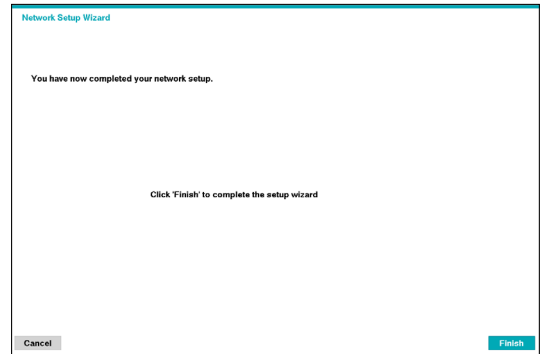 Network Setup Wizard
You have now completed your network setup.
Click 'Finish' to complete the setup wizard
Cancel
Finish